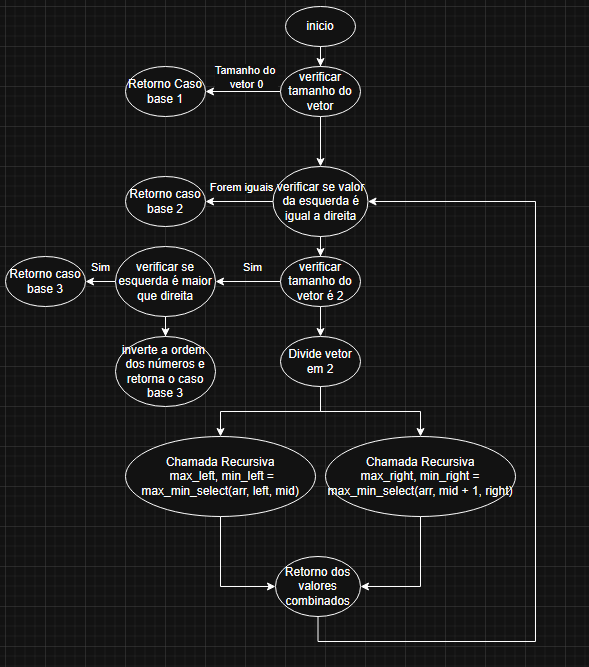 inicio
Tamanho do
vetor 0
verificar
tamanho do
vetor
Retorno Caso
base 1
Forem iguais
verificar se valor
da esquerda é
igual a direita
Retorno caso
base 2
verificar
tamanho do
vetor é 2
Sim
verificar se
esquerda é maior
que direita
Sim
Retorno caso
base 3
inverte a ordem
dos números e
retorna o caso
base 3
Divide vetor
em 2
Chamada Recursiva
max_left, min_left =
max_min_select(arr, left, mid)
Chamada Recursiva
max_right, min_right =
max_min_select(arr, mid + 1, right)
Retorno dos
valores
combinados